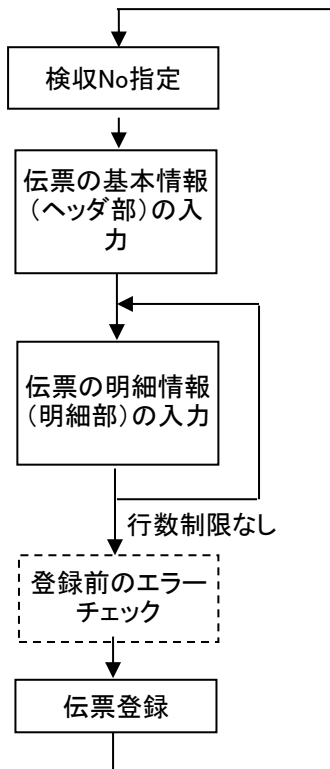 検収No指定
伝票の基本情報
(ヘッダ部)の入
力
伝票の明細情報
(明細部)の入力
行数制限なし
登録前のエラー
チェック
伝票登録